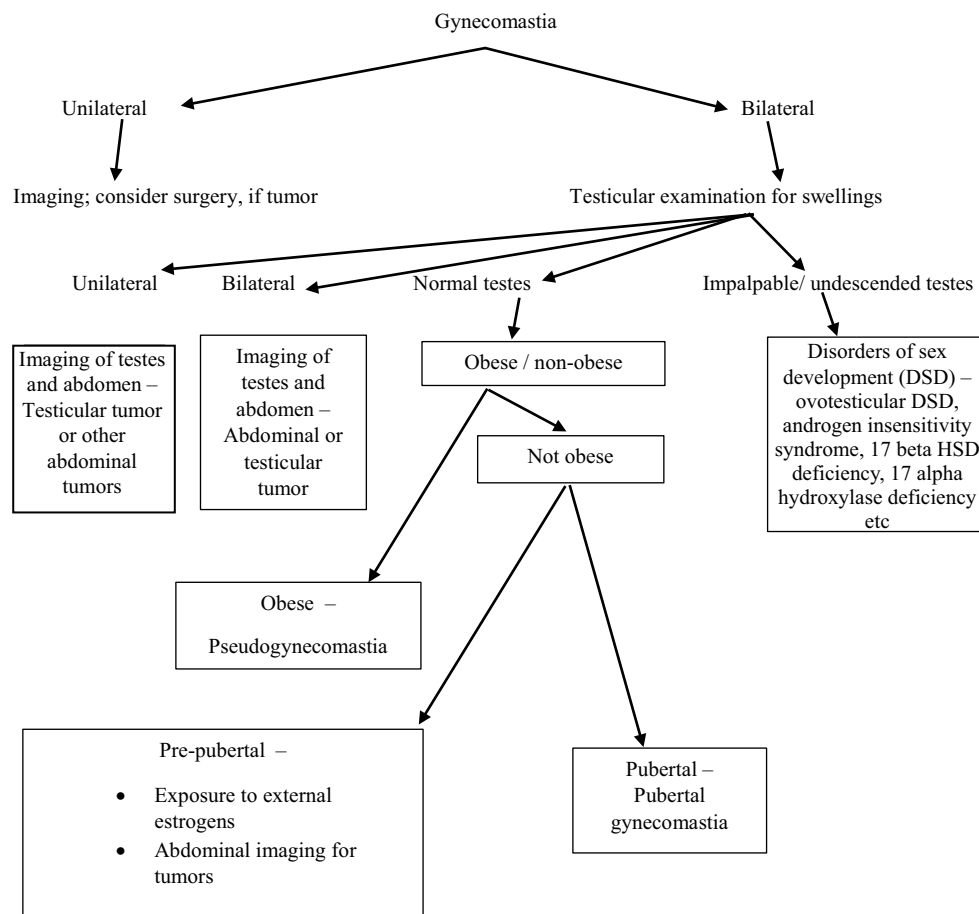 Gynecomastia
Unilateral
Bilateral
Imaging; consider surgery, if tumor
Testicular examination for swellings
Unilateral
Bilateral
Normal testes
Impalpable/ undescended testes
Imaging of testes
and abdomen –
Testicular tumor
or other
abdominal
tumors
Imaging of
testes and
abdomen –
Abdominal or
testicular
tumor
Obese / non-obese
Disorders of sex
development (DSD) –
ovotesticular DSD,
androgen insensitivity
syndrome, 17 beta HSD
deficiency, 17 alpha
hydroxylase deficiency
etc
Not obese
Obese –
Pseudogynecomastia
Pre-pubertal –
• Exposure to external
estrogens
• Abdominal imaging for
tumors
Pubertal –
Pubertal
gynecomastia